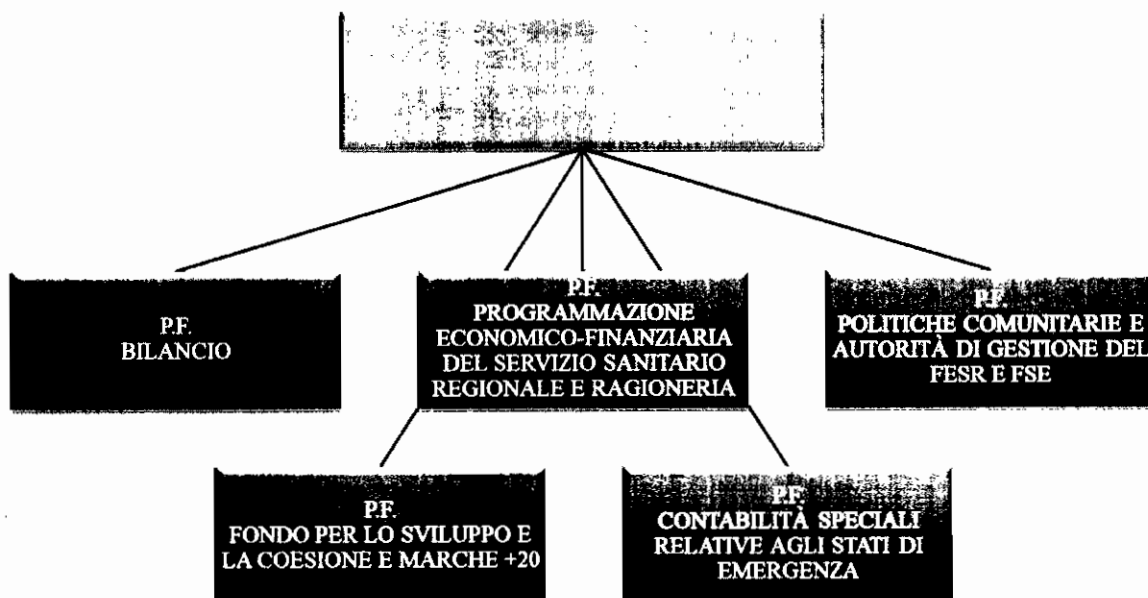 P.F.
BILANCIO
P.F.
PROGRAMMAZIONE
ECONOMICO-FINANZIARIA
DEL SERVIZIO SANITARIO
REGIONALE E RAGIONERIA
P.F.
POLITICHE COMUNITARIE E
AUTORITÀ DI GESTIONE DEL
FESR E FSE
P.F.
FONDO PER LO SVILUPPO E
LA COESIONE E MARCHE +20
P.F.
CONTABILITÀ SPECIALI
RELATIVE AGLI STATI DI
EMERGENZA